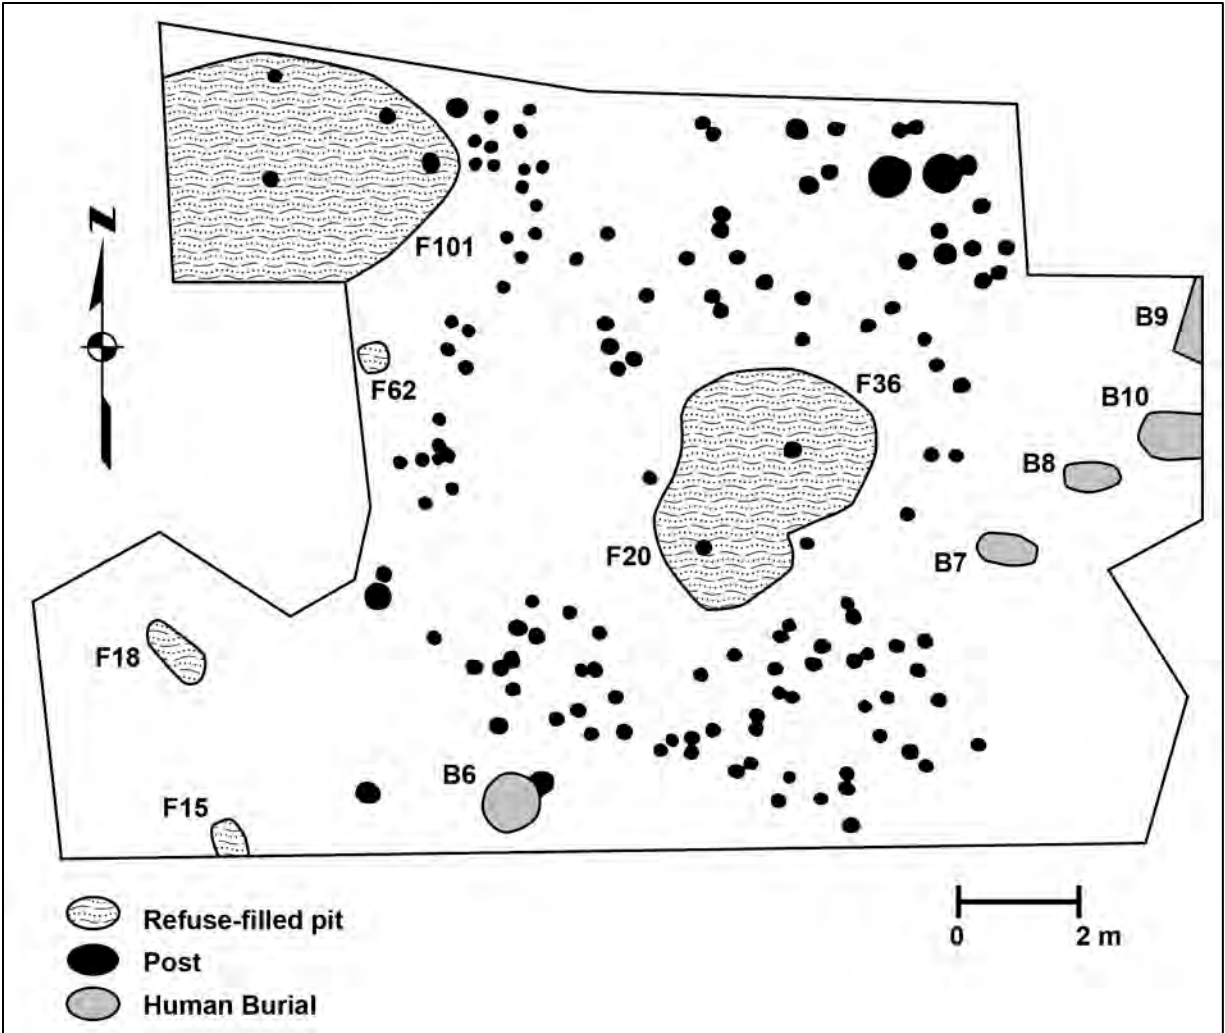 F101
N
B9
F62
F36
B10
B8
F20
B7
F18
B6
F15
Refuse-filled pit
Post
Human Burial
0 2 m